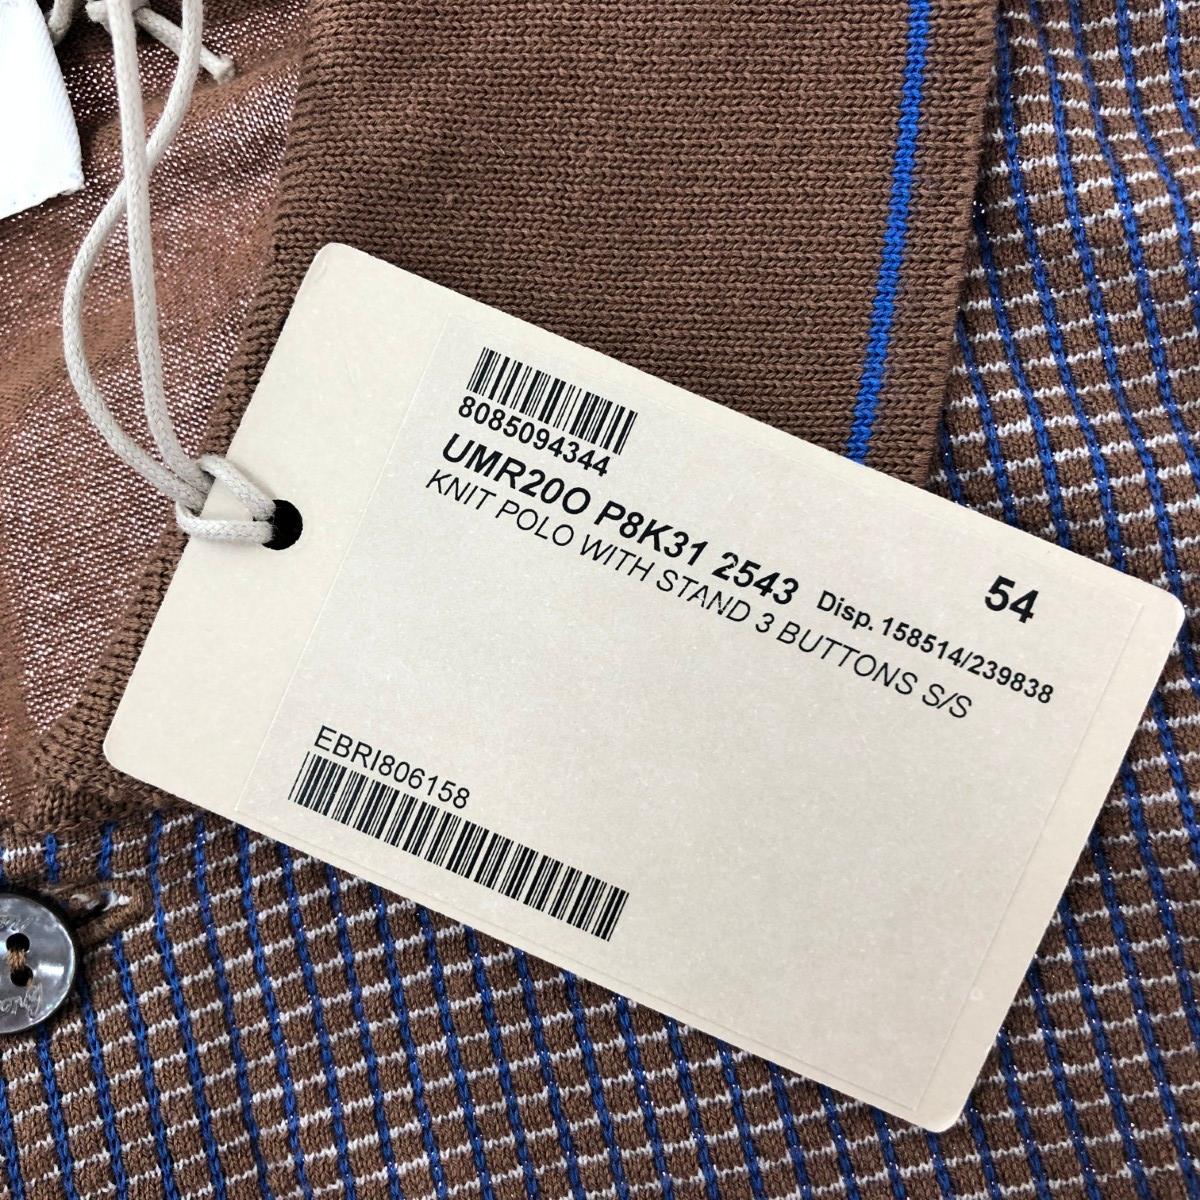 8085094344
UMR20O P8K31 2543 Disp. 158514/239838 54
KNIT POLO WITH STAND 3 BUTTONS S/S
EBRI806158